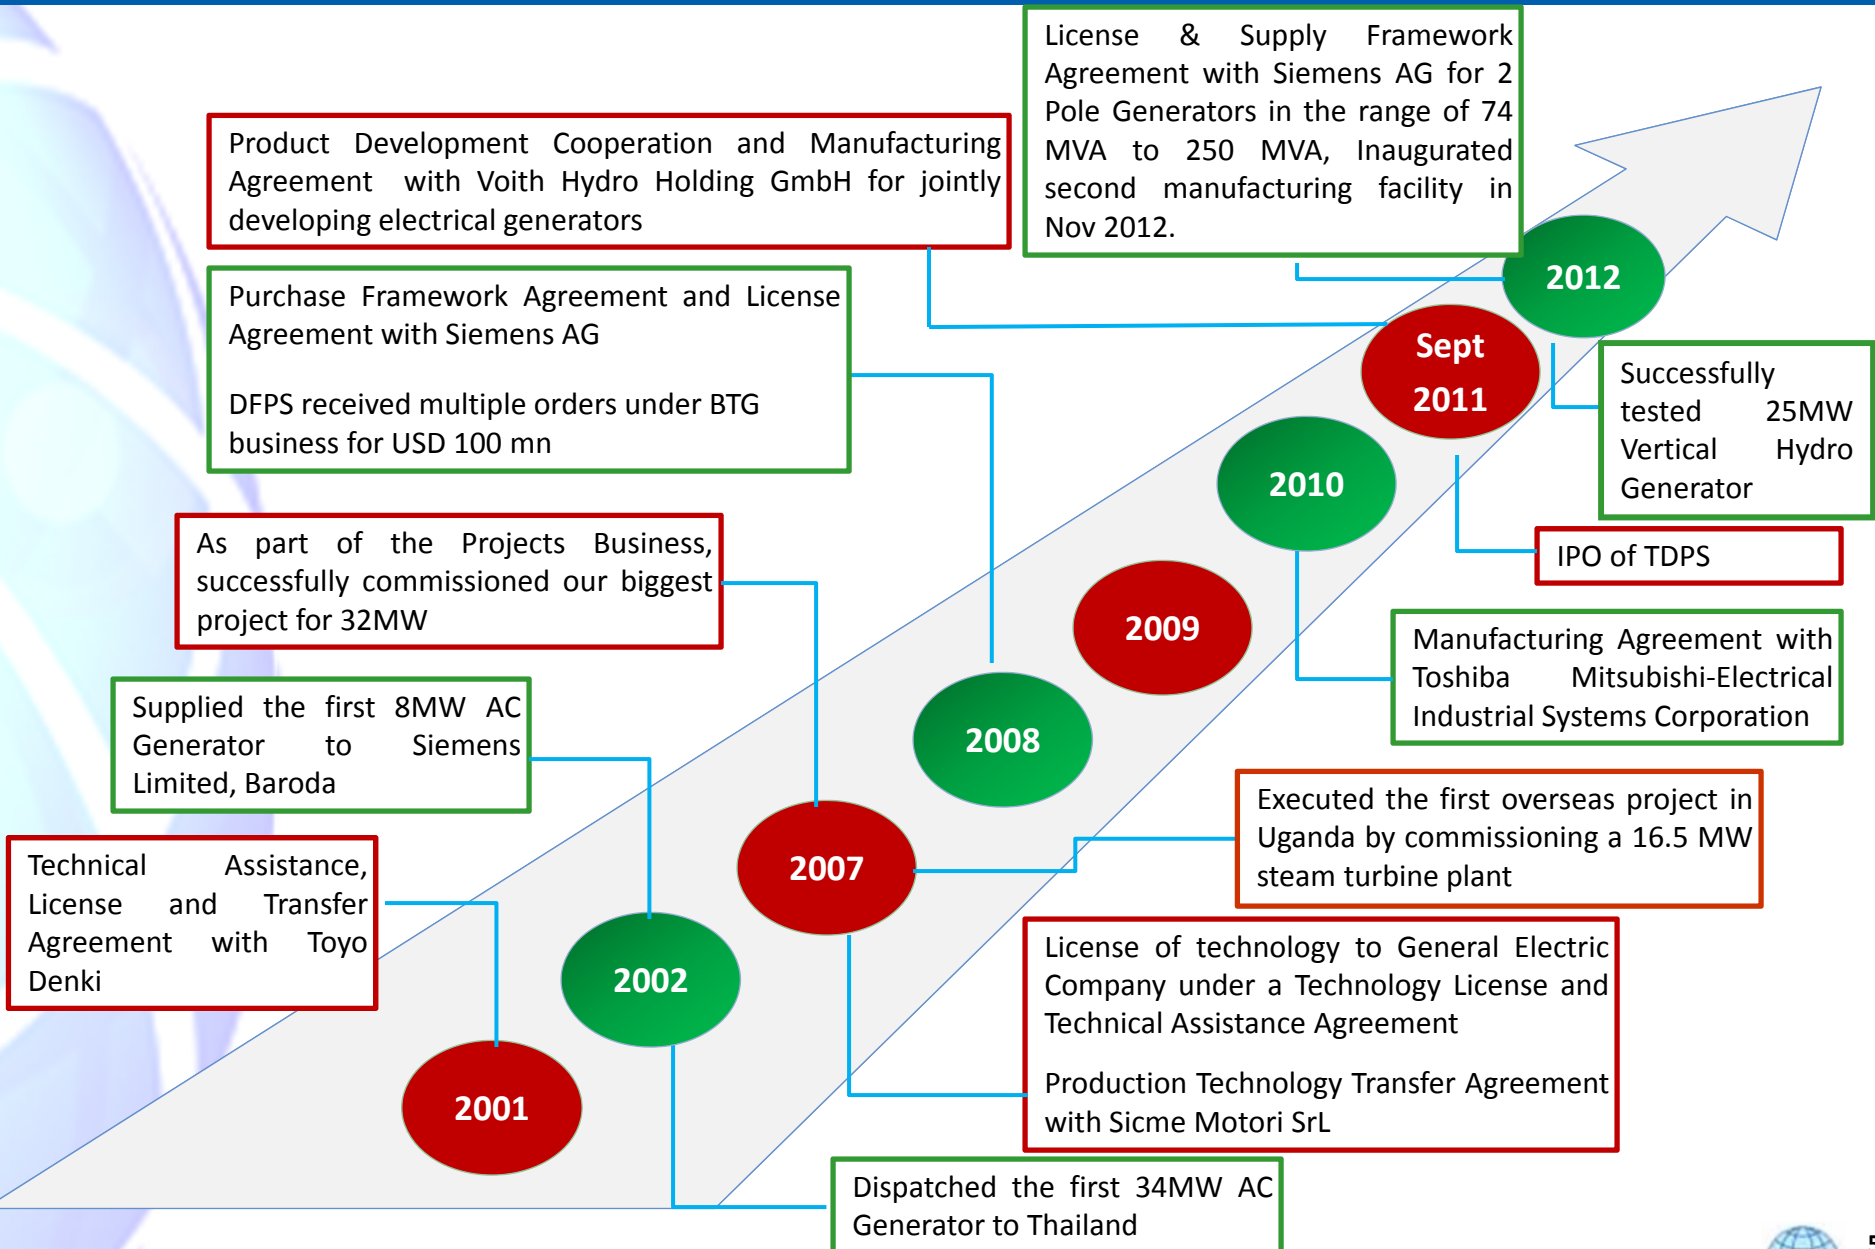 License & Supply Framework
Agreement with Siemens AG for 2
Pole Generators in the range of 74
MVA to 250 MVA, Inaugurated
second manufacturing facility in
Nov 2012.
Product Development Cooperation and Manufacturing
Agreement with Voith Hydro Holding GmbH for jointly
developing electrical generators
2012
Purchase Framework Agreement and License
Agreement with Siemens AG
DFPS received multiple orders under BTG
business for USD 100 mn
Sept
2011
Successfully
tested 25MW
Vertical Hydro
Generator
2010
As part of the Projects Business,
successfully commissioned our biggest
project for 32MW
IPO of TDPS
2009
Manufacturing Agreement with
Toshiba Mitsubishi-Electrical
Industrial Systems Corporation
Supplied the first 8MW AC
Generator to Siemens
Limited, Baroda
2008
Executed the first overseas project in
Uganda by commissioning a 16.5 MW
steam turbine plant
2007
Technical Assistance,
License and Transfer
Agreement with Toyo
Denki
2002
License of technology to General Electric
Company under a Technology License and
Technical Assistance Agreement
Production Technology Transfer Agreement
with Sicme Motori SrL
2001
Dispatched the first 34MW AC
Generator to Thailand